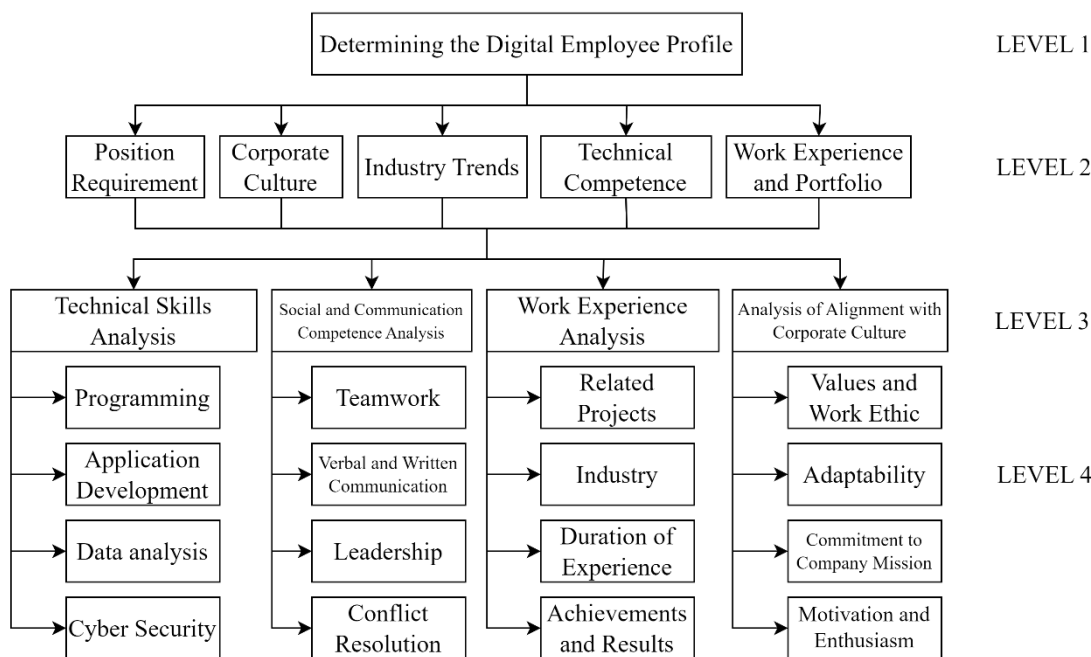 Determining the Digital Employee Profile
LEVEL 1
Position
Requirement
Corporate
Culture
Industry Trends
Technical
Competence
Work Experience
and Portfolio
LEVEL 2
Technical Skills
Analysis
Social and Communication
Competence Analysis
Work Experience
Analysis
Analysis of Alignment with
Corporate Culture
LEVEL 3
Programming
Teamwork
Related
Projects
Values and
Work Ethic
Application
Development
Verbal and Written
Communication
Industry
Adaptability
LEVEL 4
Data analysis
Leadership
Duration of
Experience
Commitment to
Company Mission
Cyber Security
Conflict
Resolution
Achievements
and Results
Motivation and
Enthusiasm